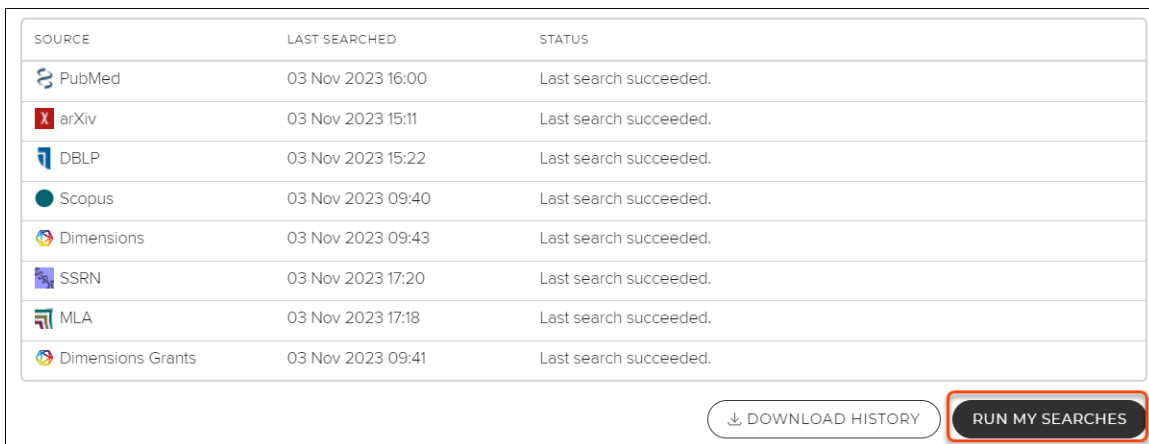 SOURCE LAST SEARCHED STATUS
PubMed 03 Nov 2023 16:00 Last search succeeded.
arXiv 03 Nov 2023 15:11 Last search succeeded.
DBLP 03 Nov 2023 15:22 Last search succeeded.
Scopus 03 Nov 2023 09:40 Last search succeeded.
Dimensions 03 Nov 2023 09:43 Last search succeeded.
SSRN 03 Nov 2023 17:20 Last search succeeded.
MLA 03 Nov 2023 17:18 Last search succeeded.
Dimensions Grants 03 Nov 2023 09:41 Last search succeeded.
DOWNLOAD HISTORY RUN MY SEARCHES